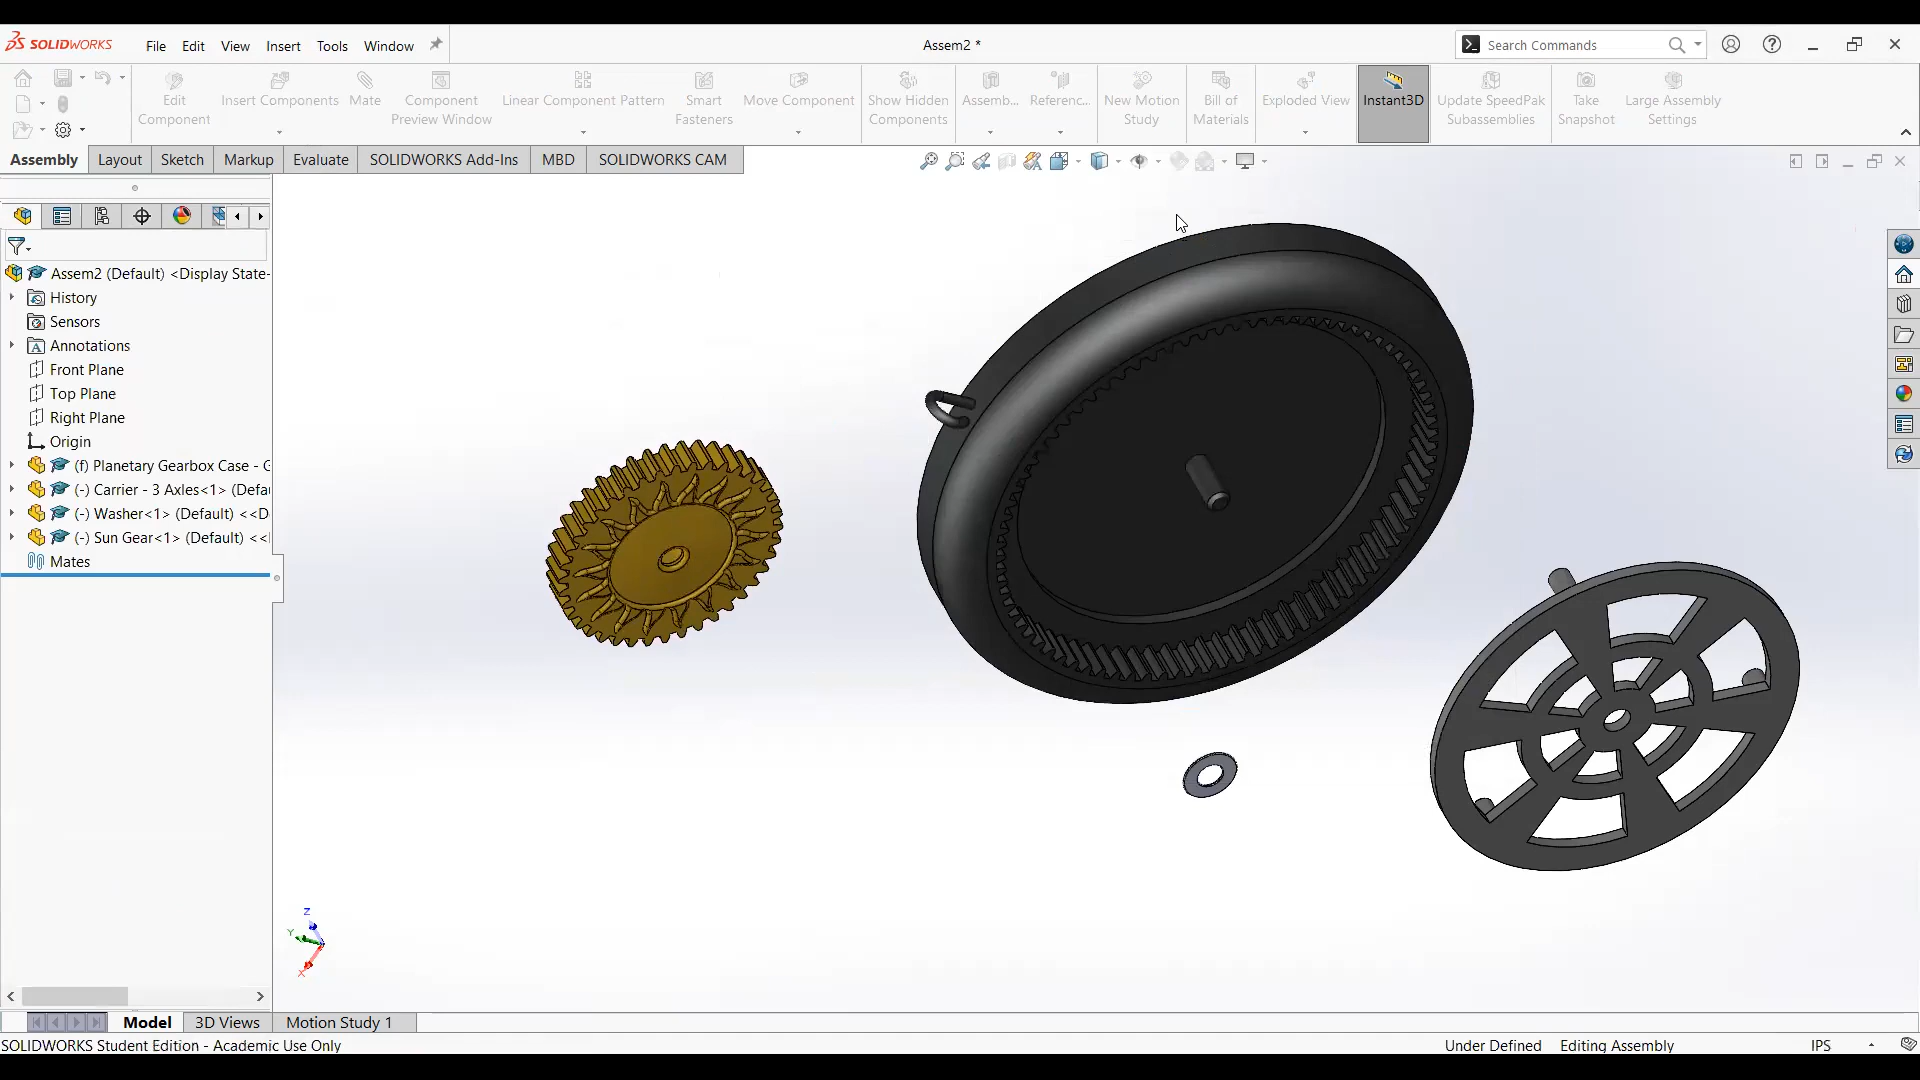 SOLIDWORKS File Edit View Insert Tools Window Assem2 * Search Commands
Edit Component
Insert Components
Mate
Component Preview Window
Linear Component Pattern
Smart Fasteners
Move Component
Show Hidden Components
Assemb...
Referenc...
New Motion Study
Bill of Materials
Exploded View
Instant3D
Update SpeedPak Subassemblies
Take Snapshot
Large Assembly Settings
Assembly Layout Sketch Markup Evaluate SOLIDWORKS Add-Ins MBD SOLIDWORKS CAM
Assem2 (Default) <Display State-
History
Sensors
Annotations
Front Plane
Top Plane
Right Plane
Origin
(f) Planetary Gearbox Case - G
(-) Carrier - 3 Axles<1> (Defau
(-) Washer<1> (Default) <<D
(-) Sun Gear<1> (Default) <<
Mates
Z
Y
X
Model 3D Views Motion Study 1
SOLIDWORKS Student Edition - Academic Use Only Under Defined Editing Assembly IPS